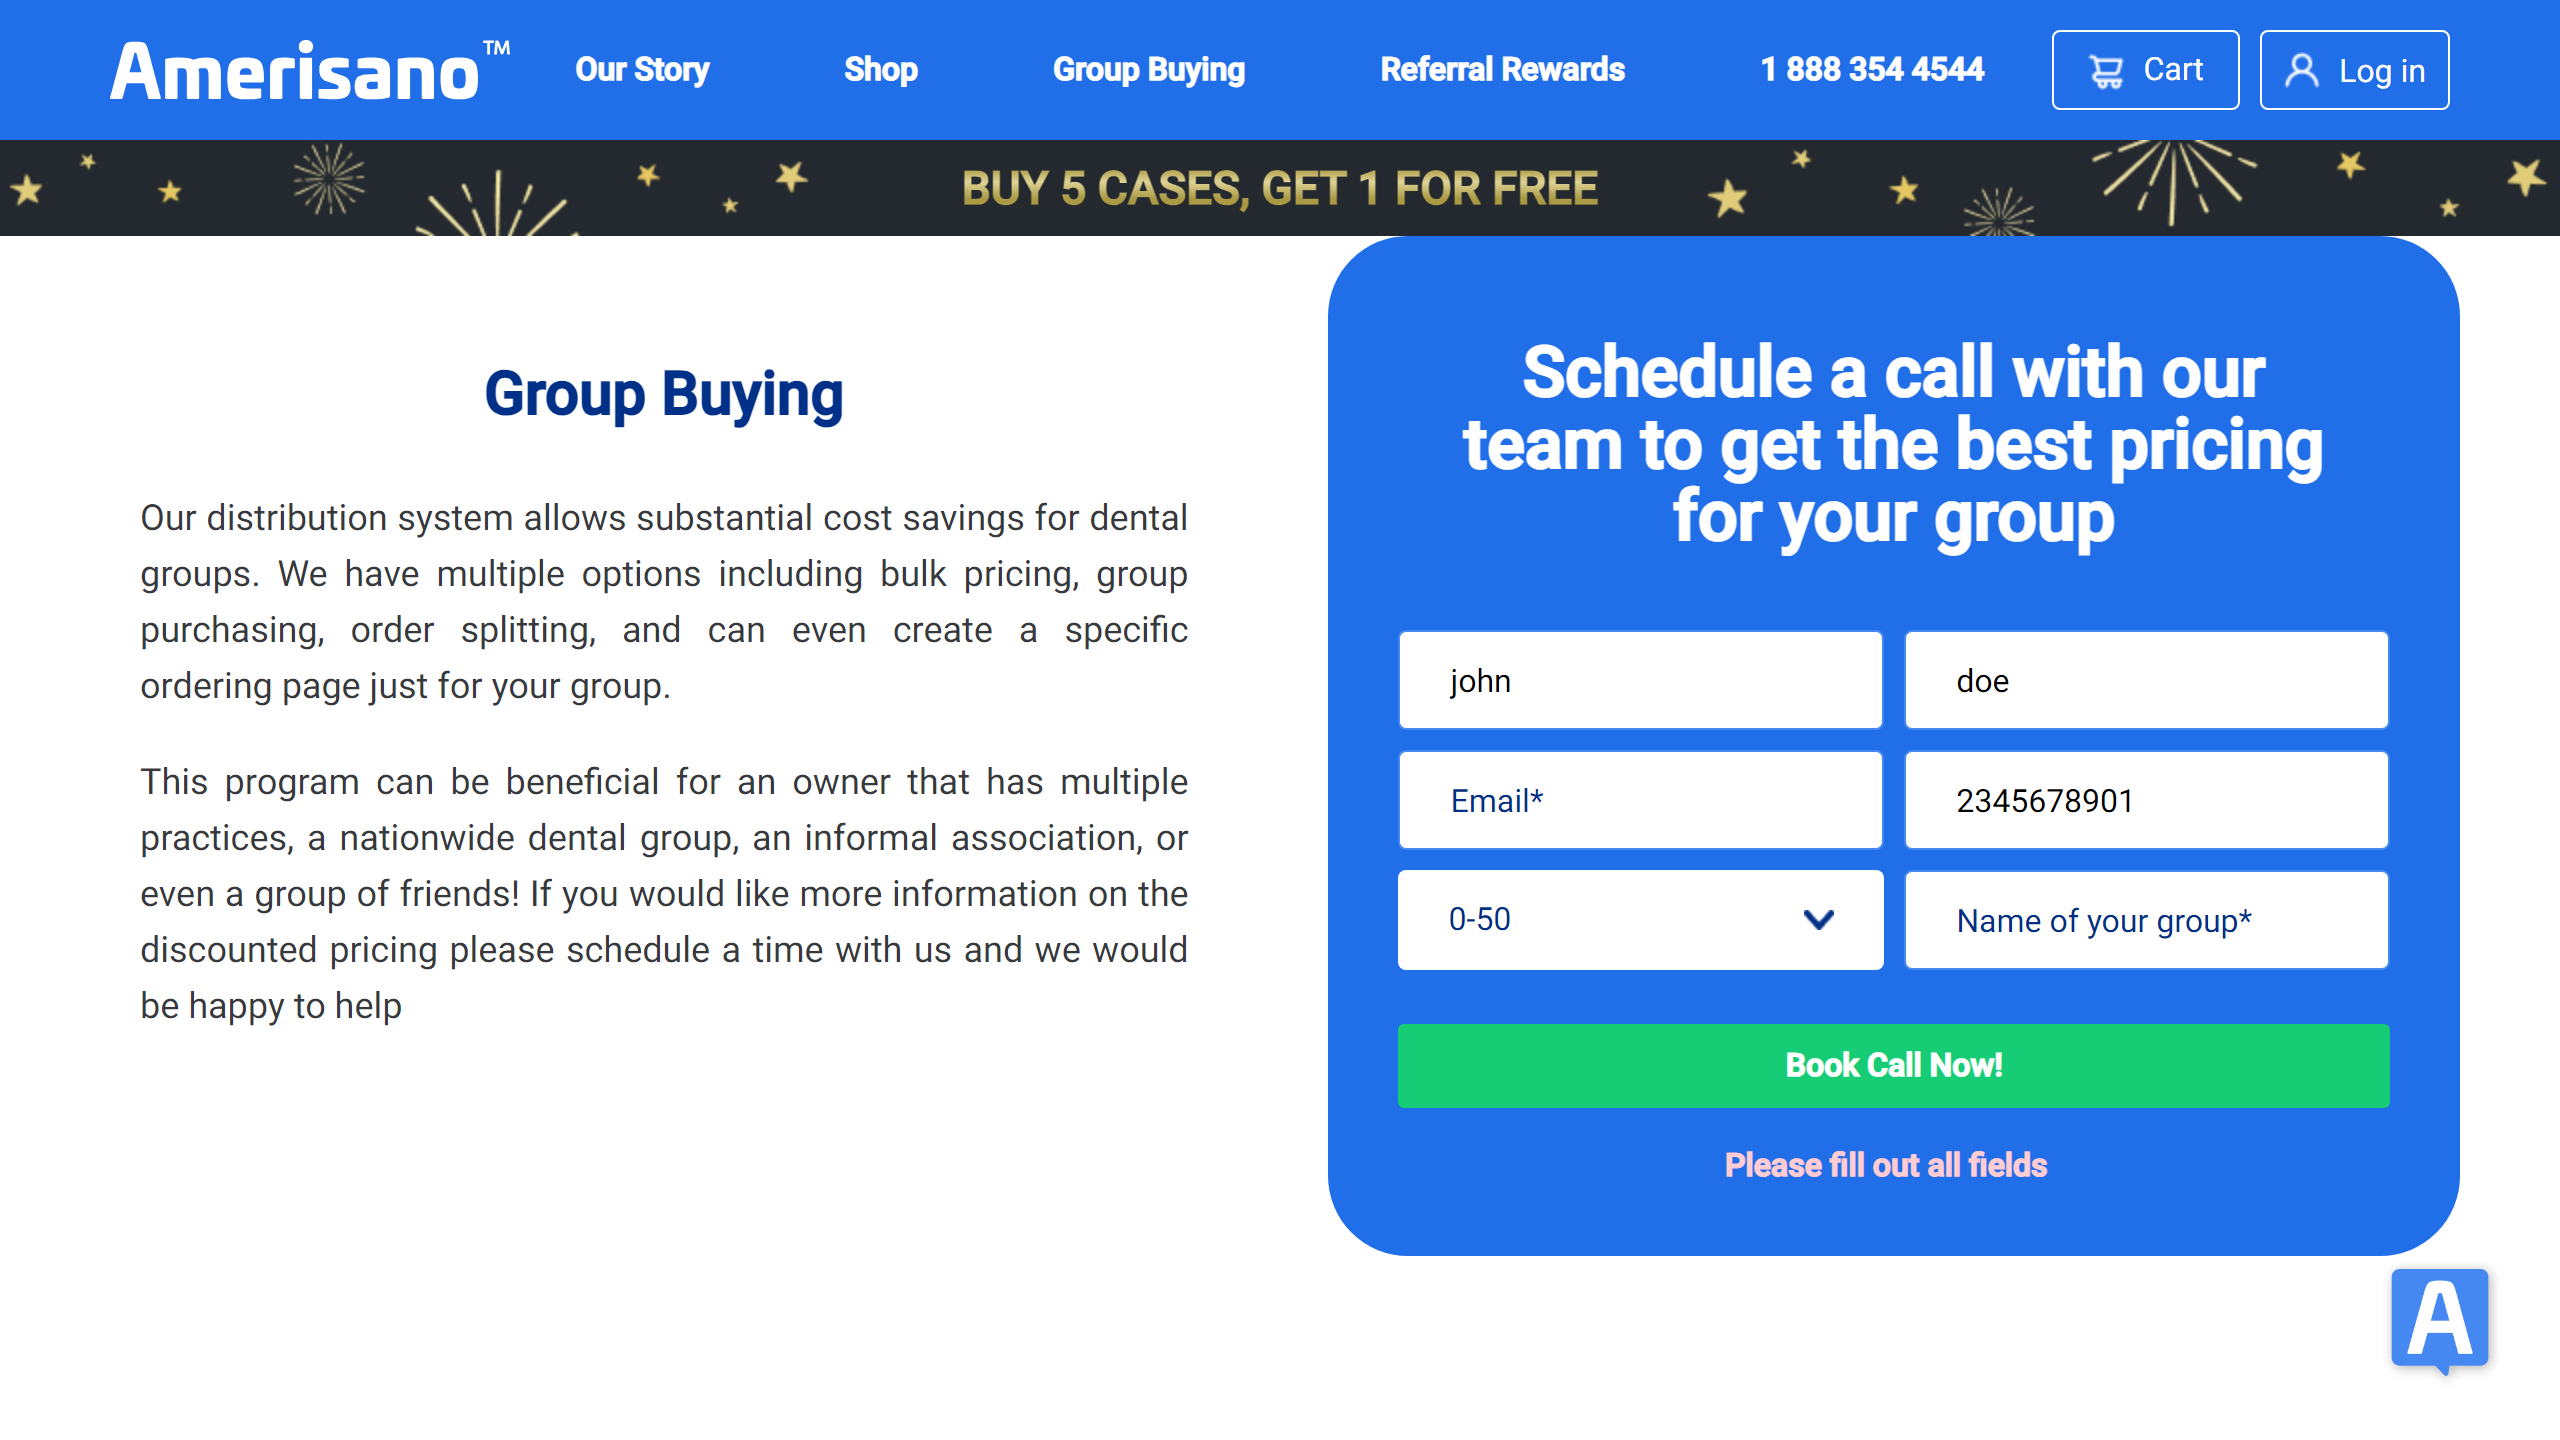 Amerisano™
Our Story
Shop
Group Buying
Referral Rewards
1 888 354 4544
Cart
Log in
BUY 5 CASES, GET 1 FOR FREE
Group Buying
Our distribution system allows substantial cost savings for dental
groups. We have multiple options including bulk pricing, group
purchasing, order splitting, and can even create a specific
ordering page just for your group.
This program can be beneficial for an owner that has multiple
practices, a nationwide dental group, an informal association, or
even a group of friends! If you would like more information on the
discounted pricing please schedule a time with us and we would
be happy to help
Schedule a call with our
team to get the best pricing
for your group
john
doe
Email*
2345678901
0-50
Name of your group*
Book Call Now!
Please fill out all fields
A